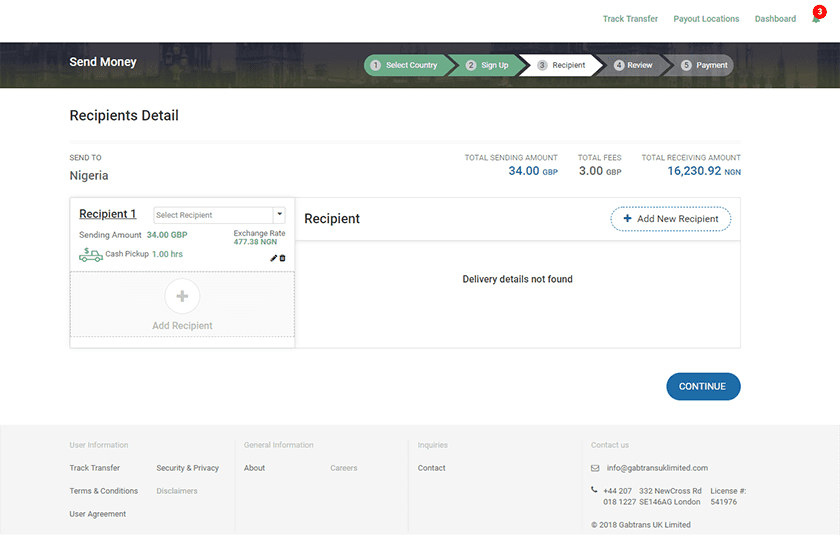 Track Transfer Payout Locations Dashboard 3
Send Money
1 Select Country 2 Sign Up 3 Recipient 4 Review 5 Payment
Recipients Detail
SEND TO
Nigeria
TOTAL SENDING AMOUNT TOTAL FEES TOTAL RECEIVING AMOUNT
34.00 GBP 3.00 GBP 16,230.92 NGN
Recipient 1 Select Recipient
Sending Amount 34.00 GBP
Exchange Rate
477.38 NGN
$ Cash Pickup 1.00 hrs
Add Recipient
Recipient
Add New Recipient
Delivery details not found
CONTINUE
User Information
Track Transfer Security & Privacy
Terms & Conditions Disclaimers
User Agreement
General Information
About Careers
Inquiries
Contact
Contact us
info@gabtransuklimited.com
+44 207 332 NewCross Rd License #:
018 1227 SE146AG London 541976
© 2018 Gabtrans UK Limited